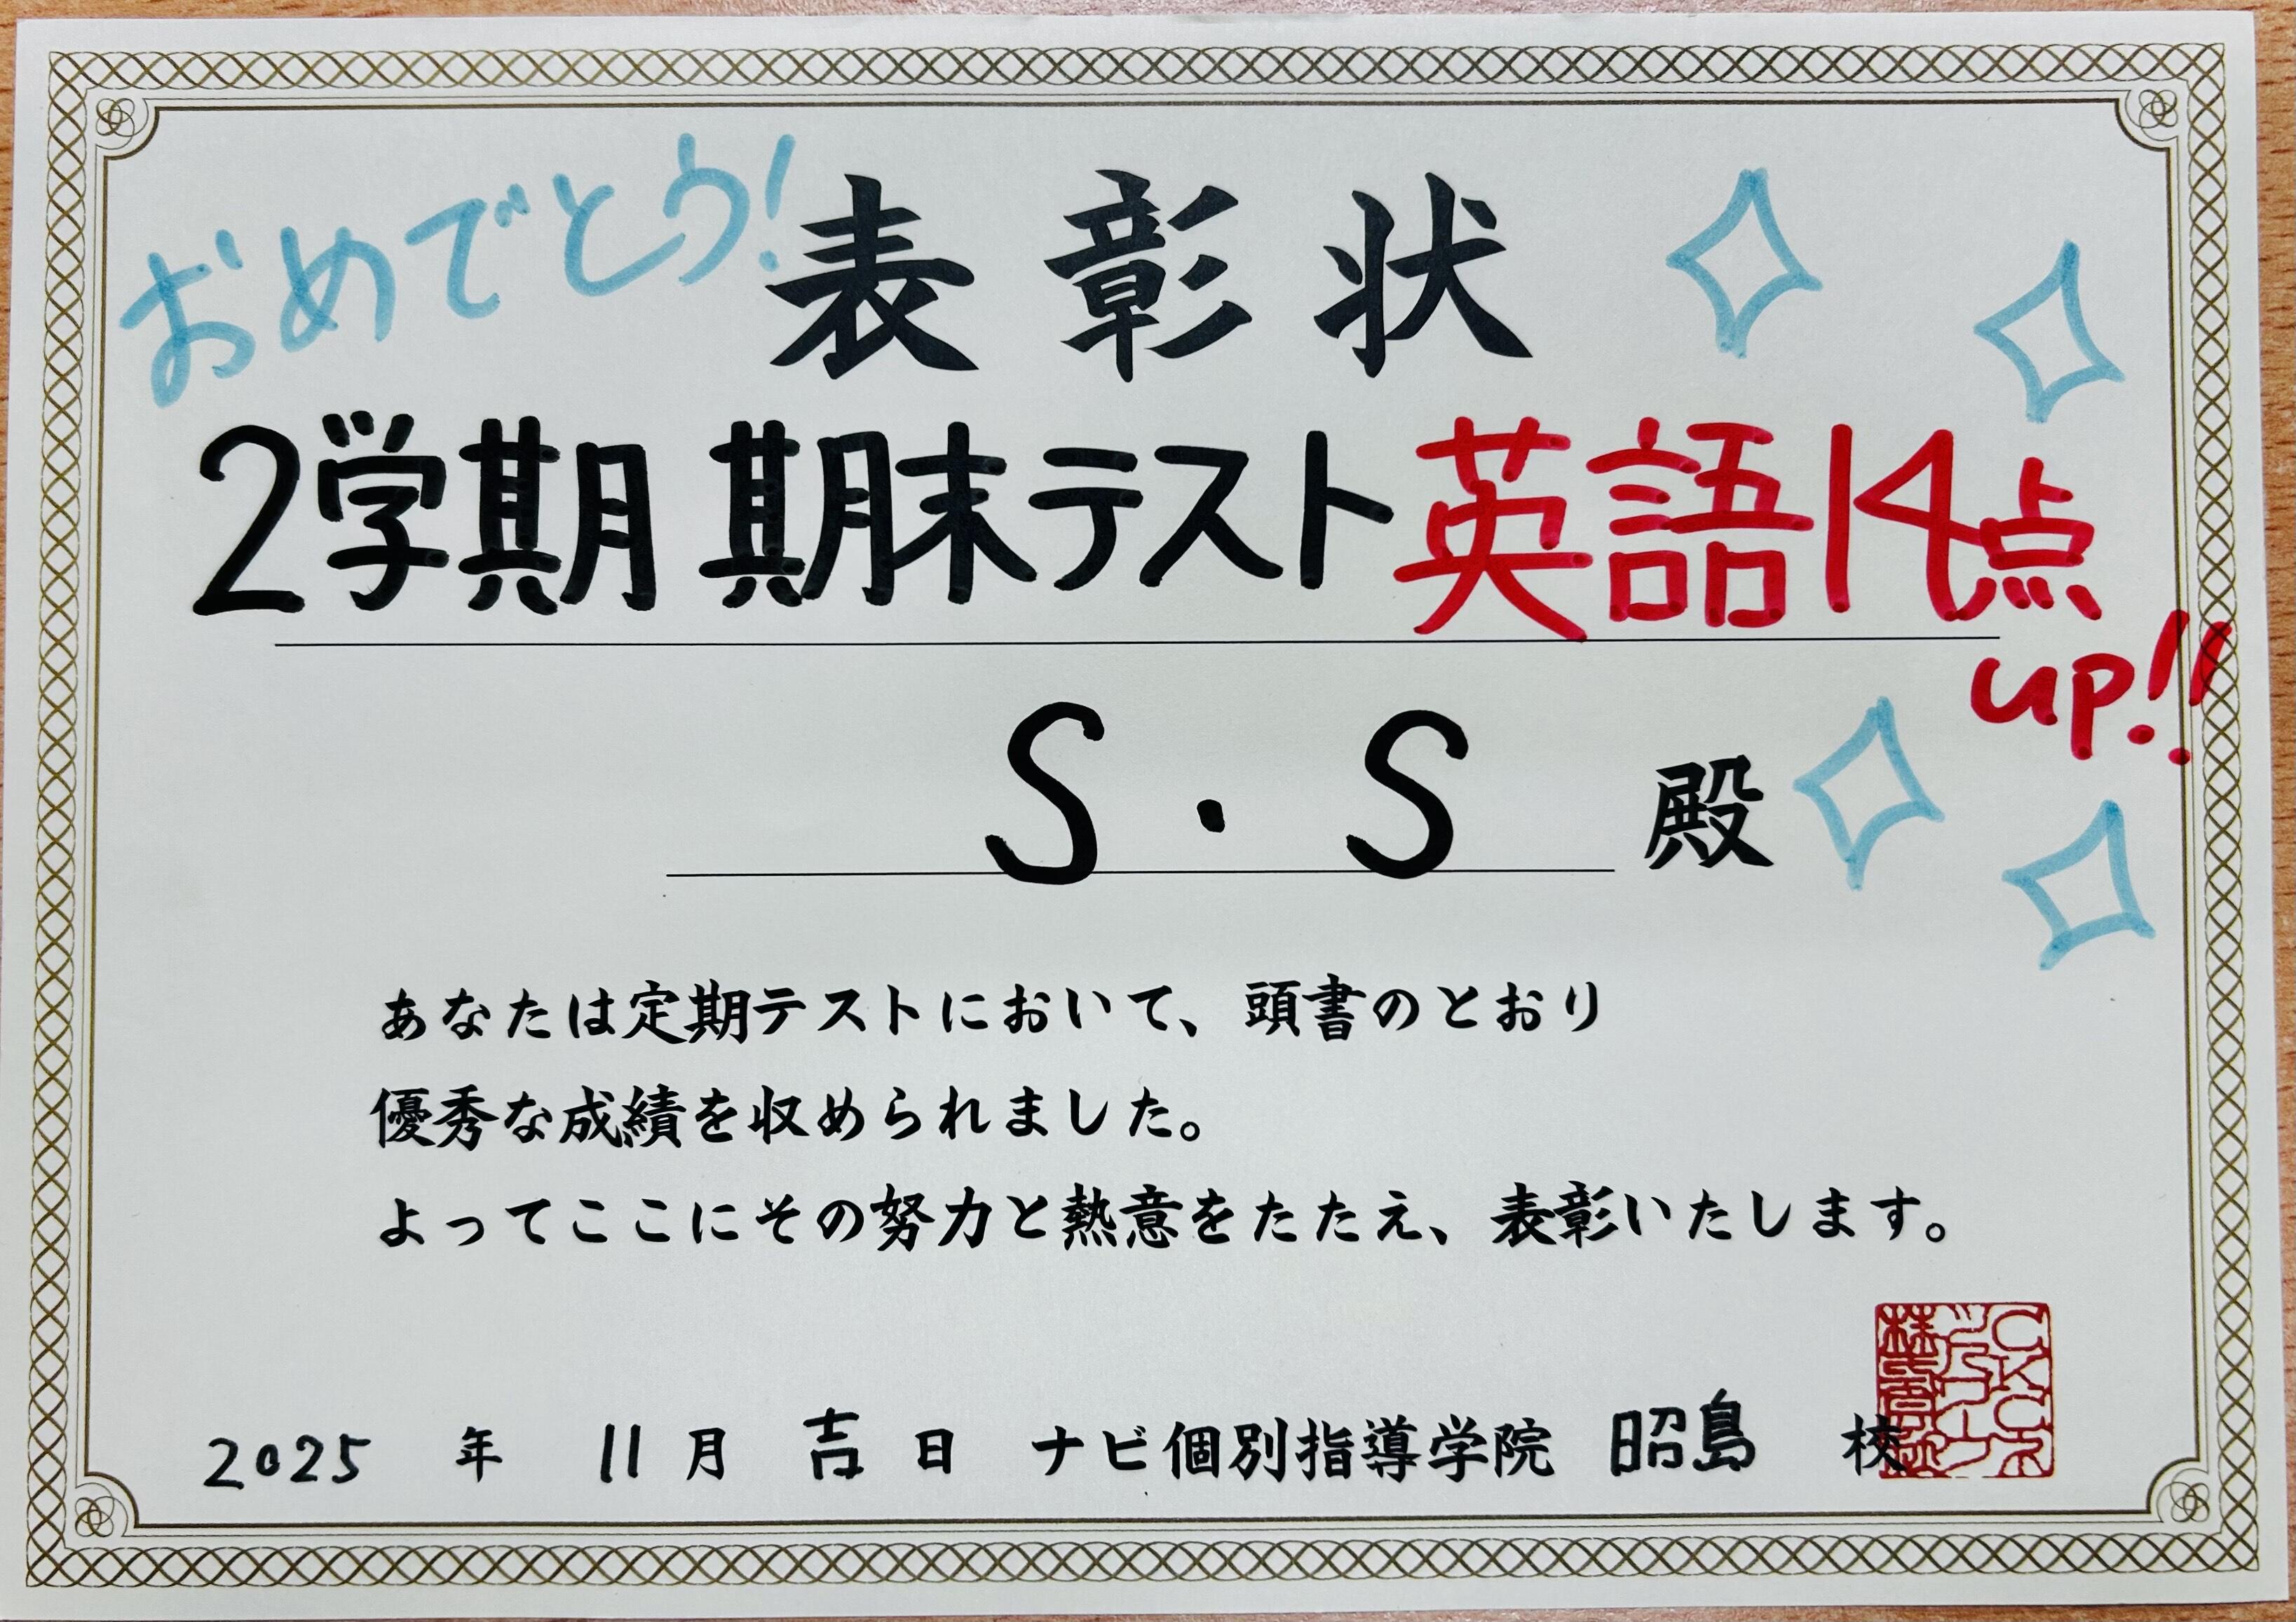 おめでとう!
表彰状
2学期 期末テスト英語14点
up!!
S・S 殿
あなたは定期テストにおいて、頭書のとおり
優秀な成績を収められました。
よってここにその努力と熱意をたたえ、表彰いたします。
2025 年 11月 吉日 ナビ個別指導学院 昭島 校